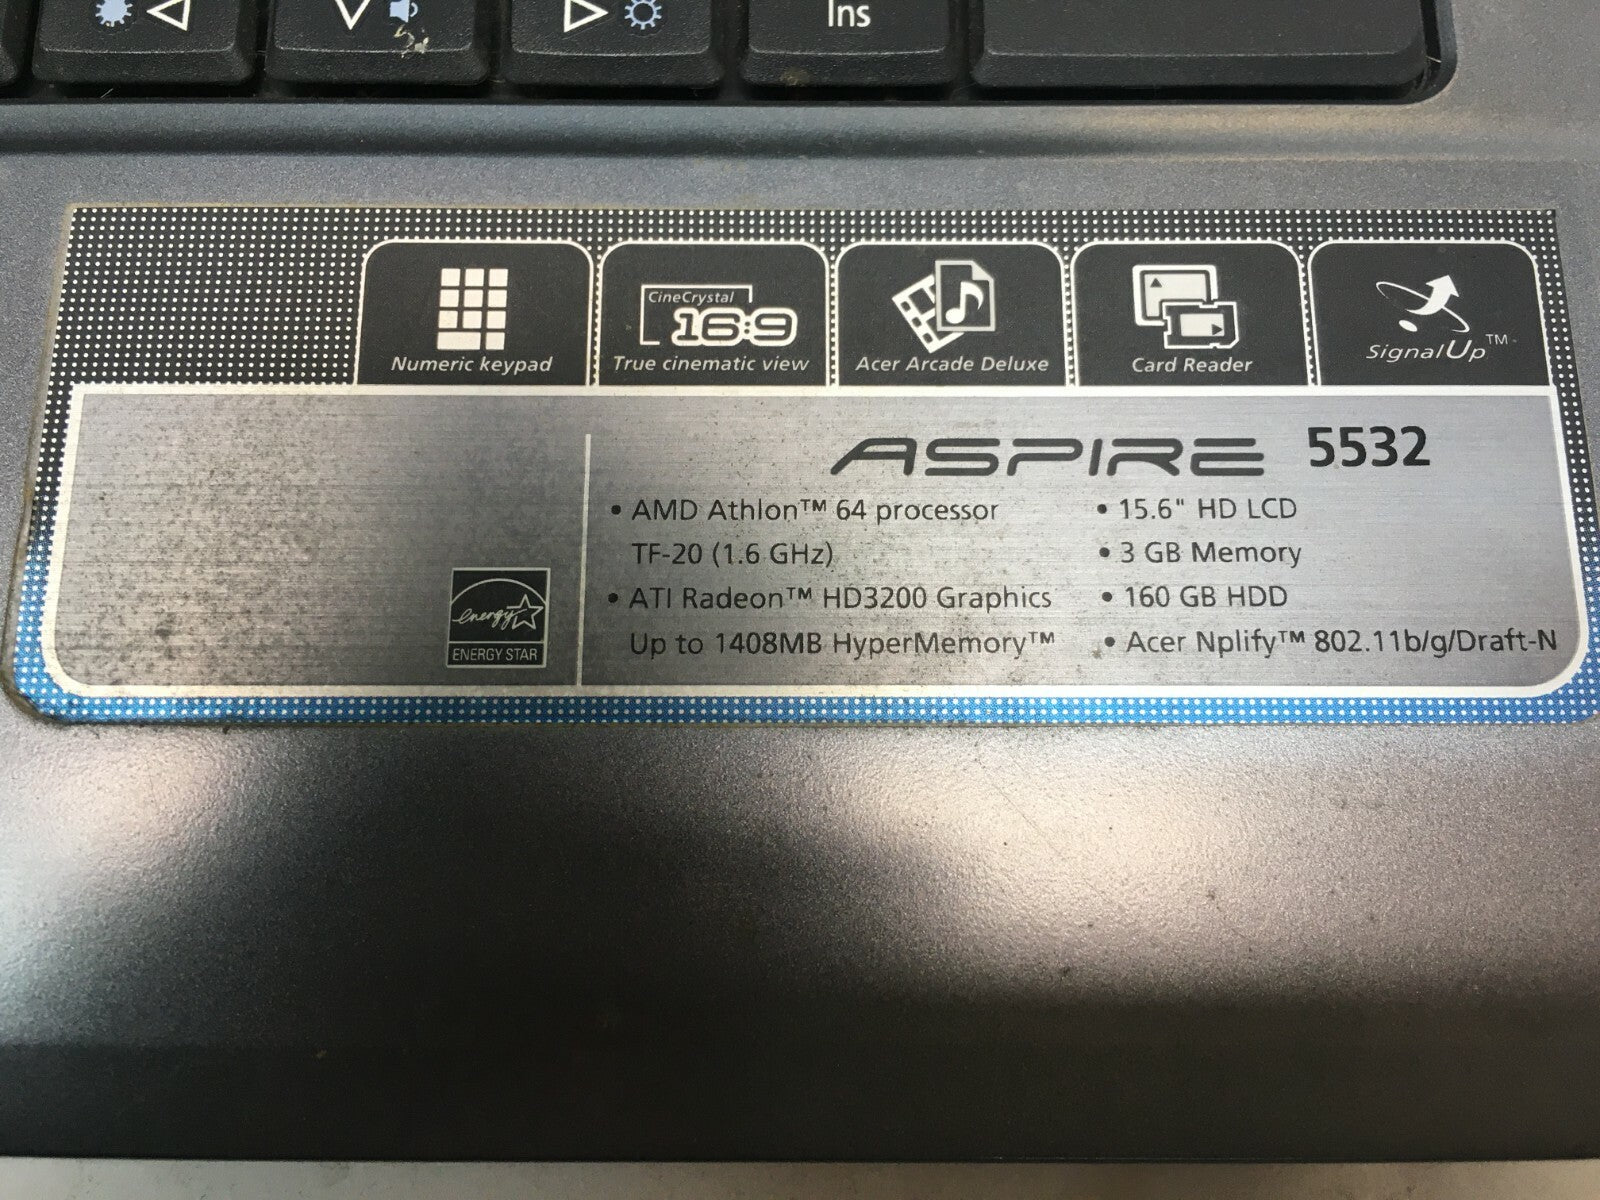 Ins
CineCrystal
16:9
Numeric keypad
True cinematic view
Acer Arcade Deluxe
Card Reader
SignalUp™
ASPIRE 5532
• AMD Athlon™ 64 processor
TF-20 (1.6 GHz)
• ATI Radeon™ HD3200 Graphics
Up to 1408MB HyperMemory™
• 15.6" HD LCD
• 3 GB Memory
• 160 GB HDD
• Acer Nplify™ 802.11b/g/Draft-N
energy
ENERGY STAR